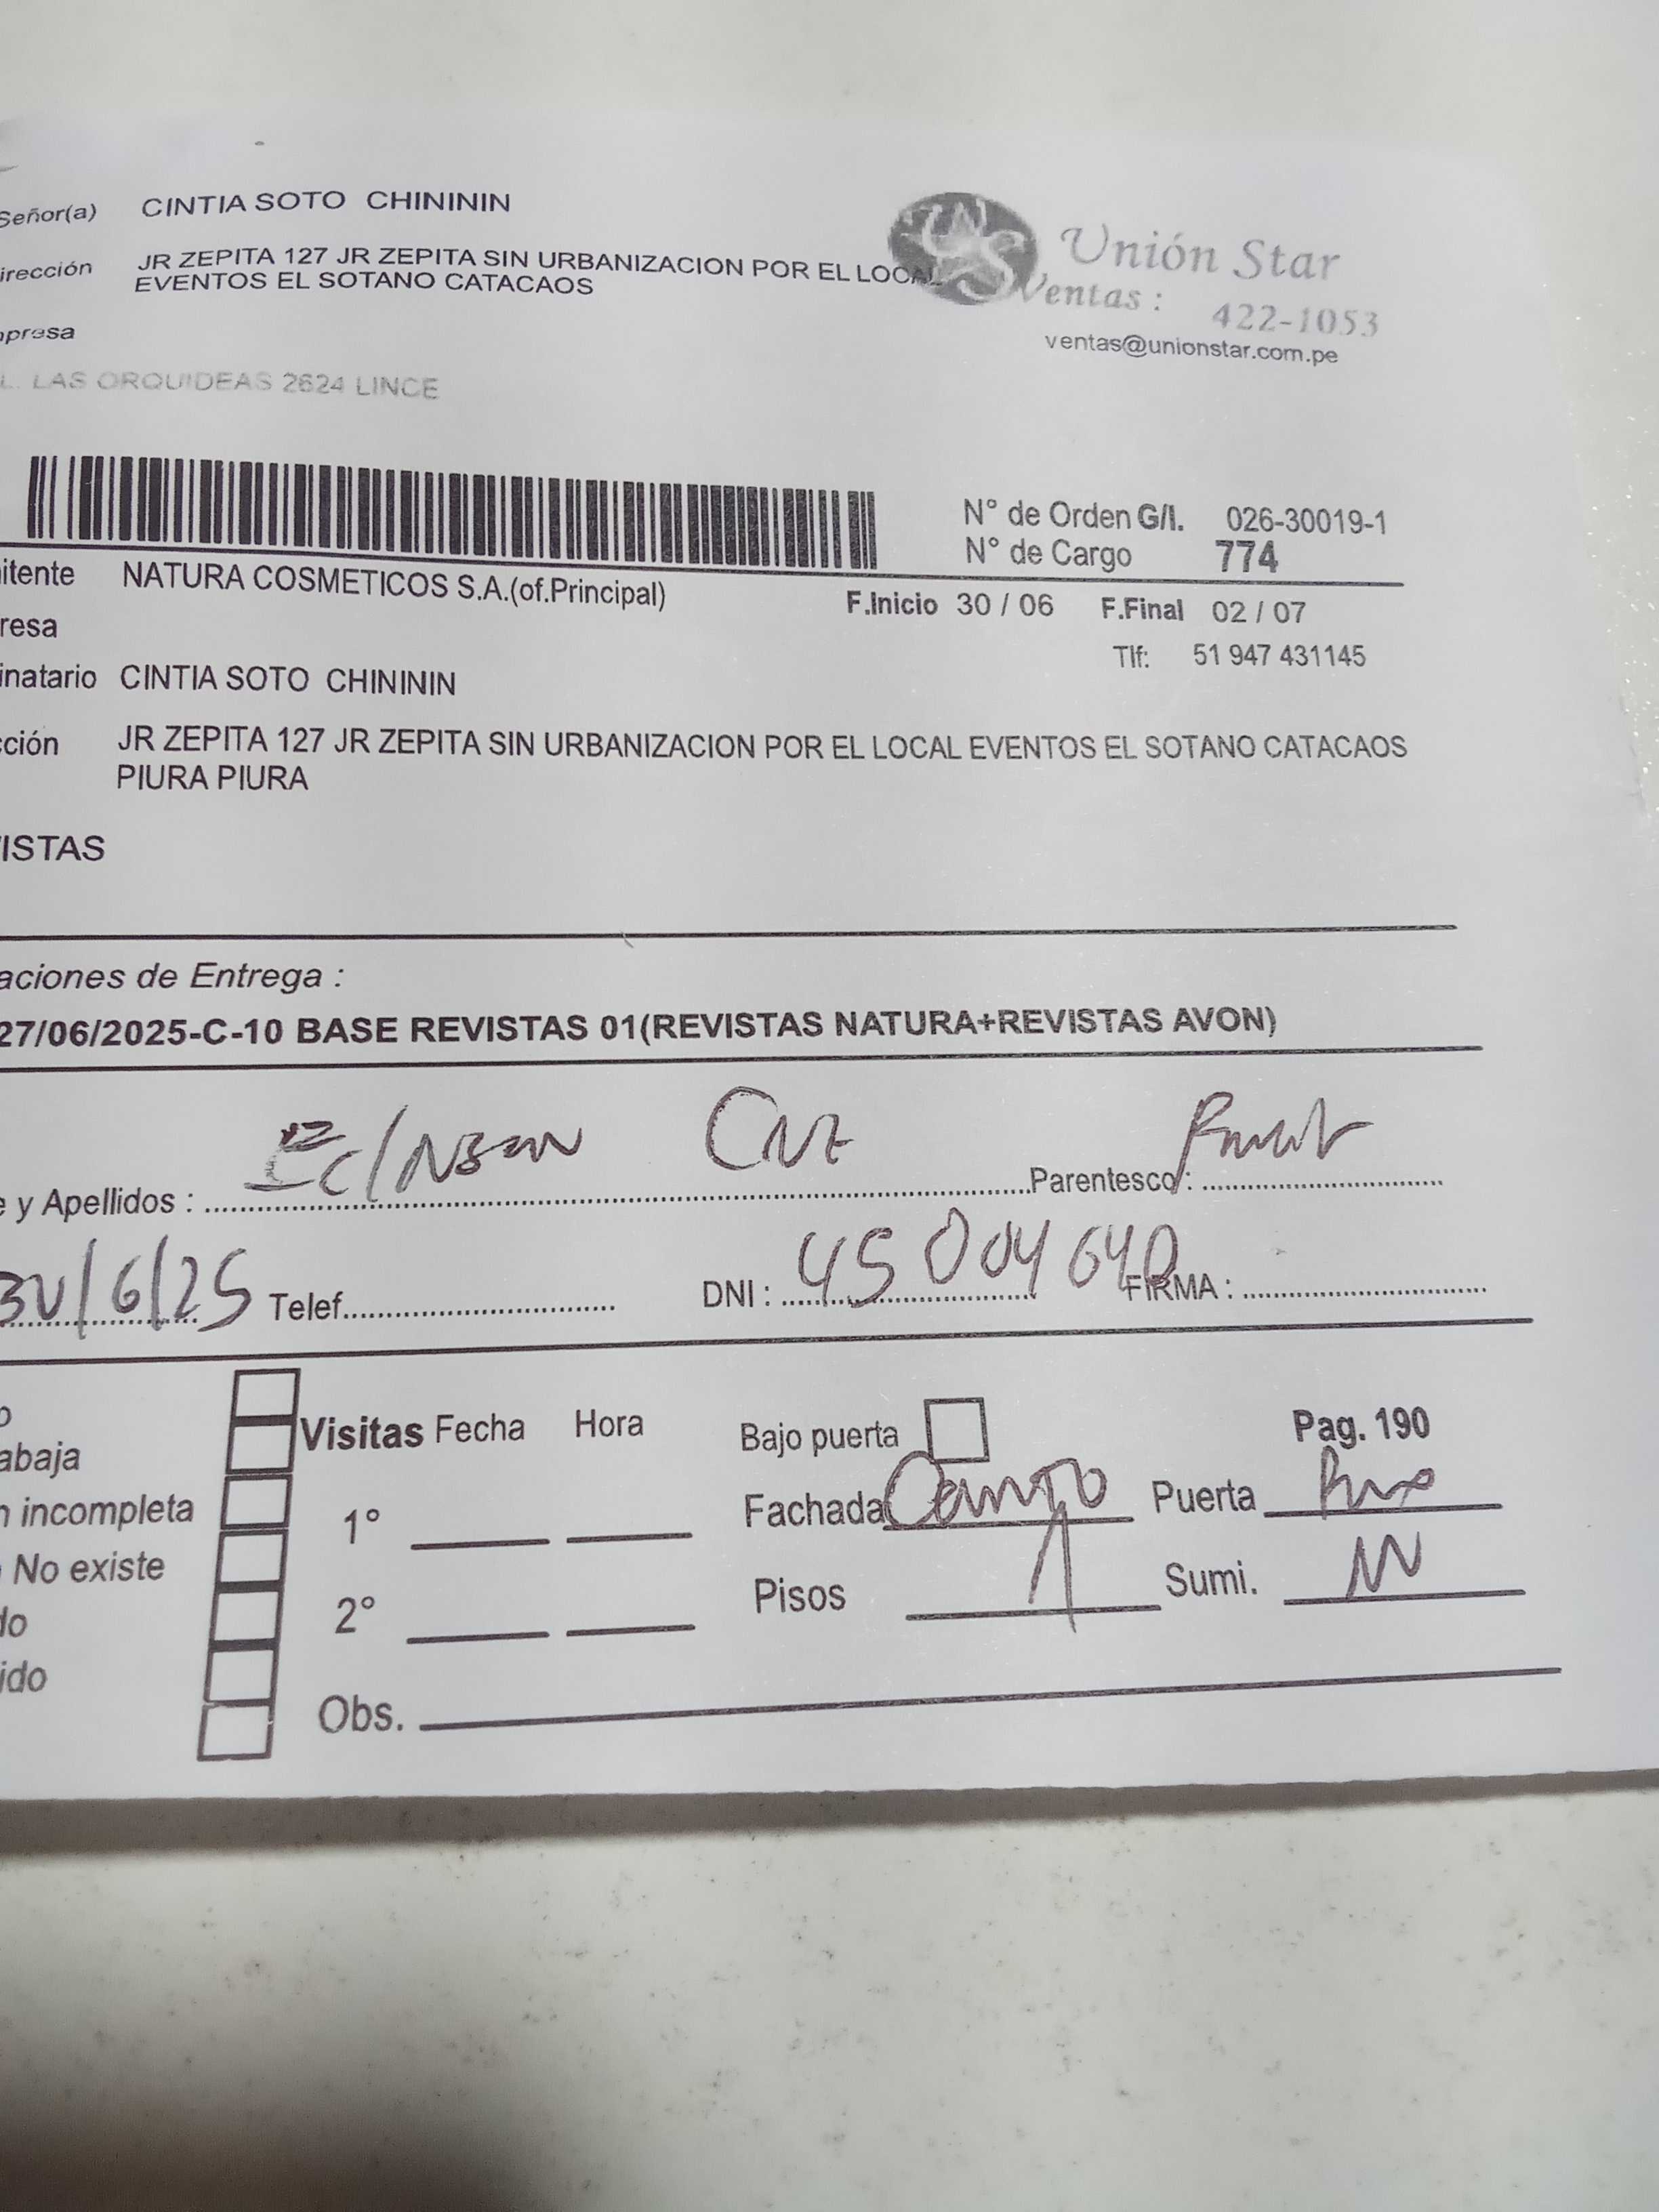 Señor(a) CINTIA SOTO CHINININ
irección JR ZEPITA 127 JR ZEPITA SIN URBANIZACION POR EL LOCAL
EVENTOS EL SOTANO CATACAOS
Unión Star
Ventas : 422-1053
ventas@unionstar.com.pe
presa
L. LAS ORQUIDEAS 2624 LINCE
N° de Orden G/I. 026-30019-1
N° de Cargo 774
itente NATURA COSMETICOS S.A.(of.Principal)
F.Inicio 30 / 06 F.Final 02 / 07
resa
Tlf: 51 947 431145
inatario CINTIA SOTO CHINININ
cción JR ZEPITA 127 JR ZEPITA SIN URBANIZACION POR EL LOCAL EVENTOS EL SOTANO CATACAOS
PIURA PIURA
ISTAS
aciones de Entrega :
27/06/2025-C-10 BASE REVISTAS 01(REVISTAS NATURA+REVISTAS AVON)
e y Apellidos : Parentesco :
30/6/25 Telef. DNI : 45004640 FIRMA :
o
abaja
n incompleta
No existe
do
ido
Visitas Fecha Hora
1°
2°
Bajo puerta Pag. 190
Fachada Puerta
Pisos 1 Sumi.
Obs.